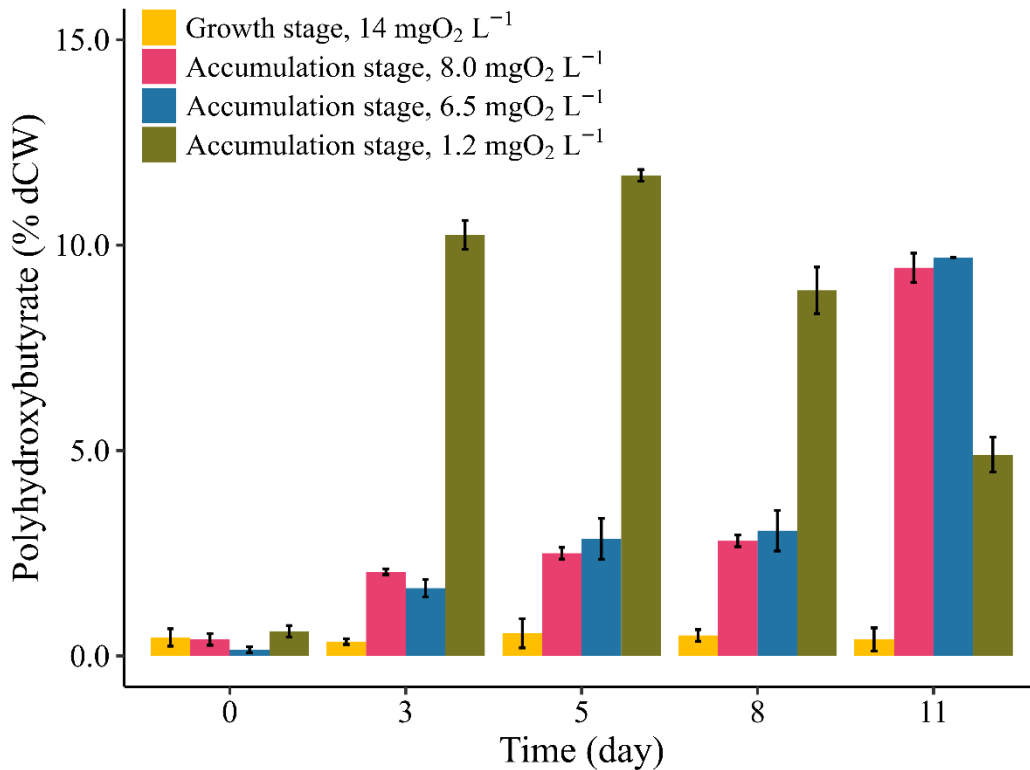 Growth stage, 14 mgO₂ L⁻¹
Accumulation stage, 8.0 mgO₂ L⁻¹
Accumulation stage, 6.5 mgO₂ L⁻¹
Accumulation stage, 1.2 mgO₂ L⁻¹
Polyhydroxybutyrate (% dCW)
15.0
10.0
5.0
0.0
0 3 5 8 11
Time (day)